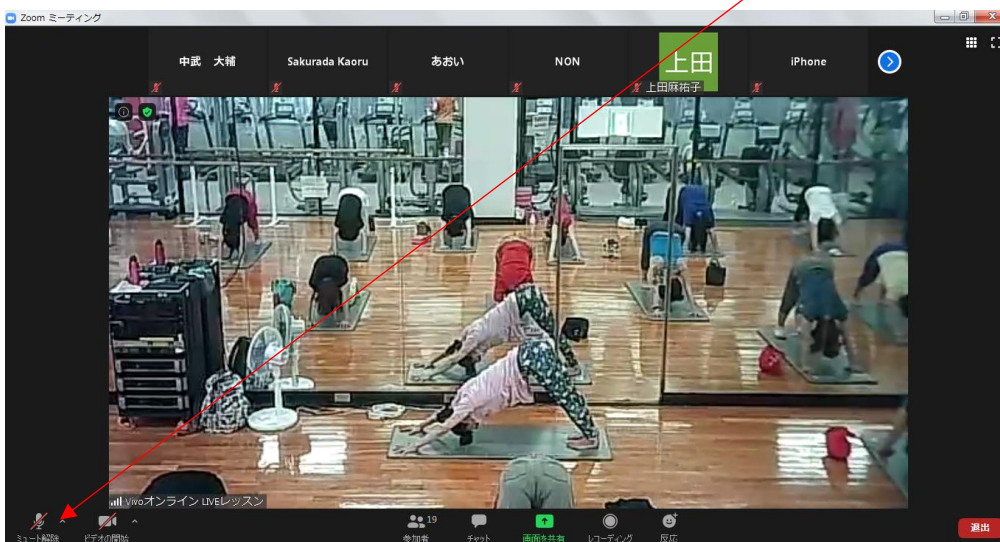 Zoom ミーティング
中武 大輔
Sakurada Kaoru
あおい
NON
上田
上田麻祐子
iPhone
Vivoオンライン LIVEレッスン
ミュート解除
ビデオの開始
19
参加者
チャット
画面を共有
レコーディング
反応
退出